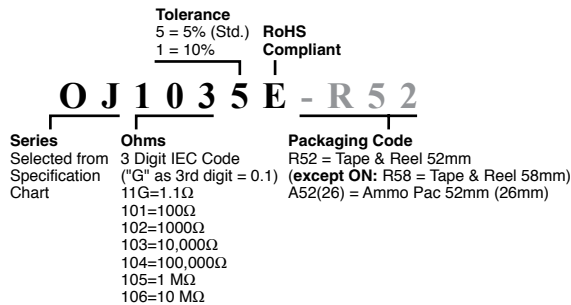 Tolerance
5 = 5% (Std.)
1 = 10%
RoHS
Compliant
O J 1 0 3 5 E - R 5 2
Series
Selected from
Specification
Chart
Ohms
3 Digit IEC Code
("G" as 3rd digit = 0.1)
11G=1.1Ω
101=100Ω
102=1000Ω
103=10,000Ω
104=100,000Ω
105=1 MΩ
106=10 MΩ
Packaging Code
R52 = Tape & Reel 52mm
(except ON: R58 = Tape & Reel 58mm)
A52(26) = Ammo Pac 52mm (26mm)